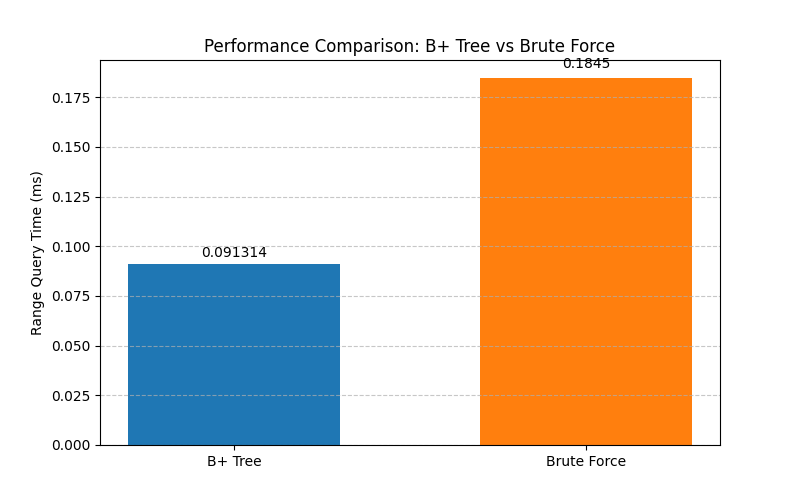 Performance Comparison: B+ Tree vs Brute Force
0.1845
0.175
0.150
0.125
0.100
0.091314
0.075
0.050
0.025
0.000
Range Query Time (ms)
B+ Tree
Brute Force